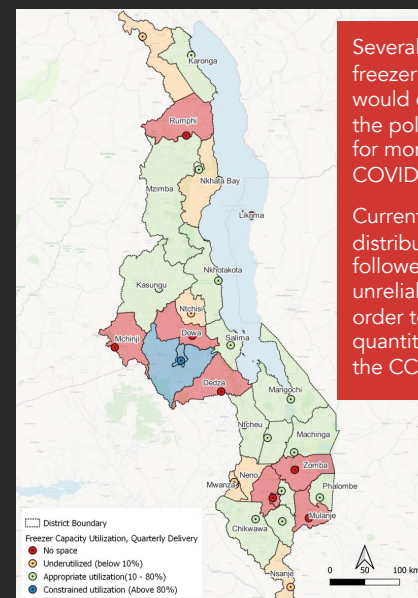 Several
freezer
would
the pol
for mor
COVID
Current
distribu
followe
unreliab
order to
quantit
the CC
Karonga
Rumphi
Nkhata Bay
Mzimba
Likoma
Nkhotakota
Kasungu
Ntchisi
Dowa
Mchinji
Salima
Dedza
Mangochi
Ntcheu
Machinga
Zomba
Neno
Mwanza
Phalombe
Mulanje
Chikwawa
Nsanje
District Boundary
Freezer Capacity Utilization, Quarterly Delivery
No space
Underutilized (below 10%)
Appropriate utilization(10 - 80%)
Constrained utilization (Above 80%)
0 50 100 km